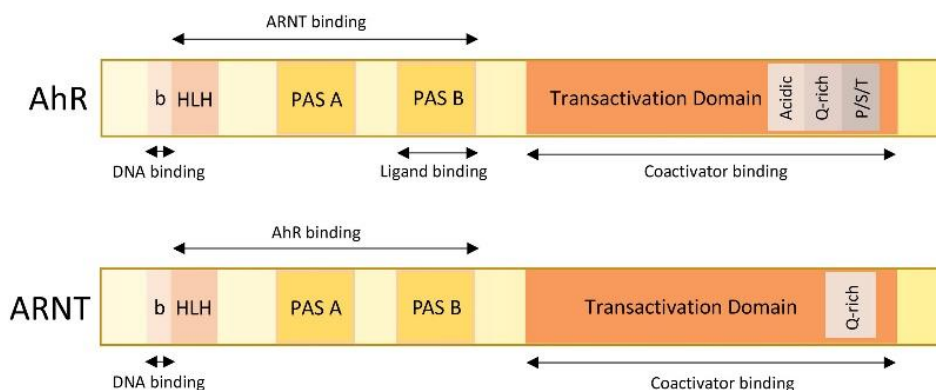 ARNT binding
AhR
b HLH PAS A PAS B Transactivation Domain Acidic Q-rich P/S/T
DNA binding Ligand binding Coactivator binding
AhR binding
ARNT
b HLH PAS A PAS B Transactivation Domain Q-rich
DNA binding Coactivator binding